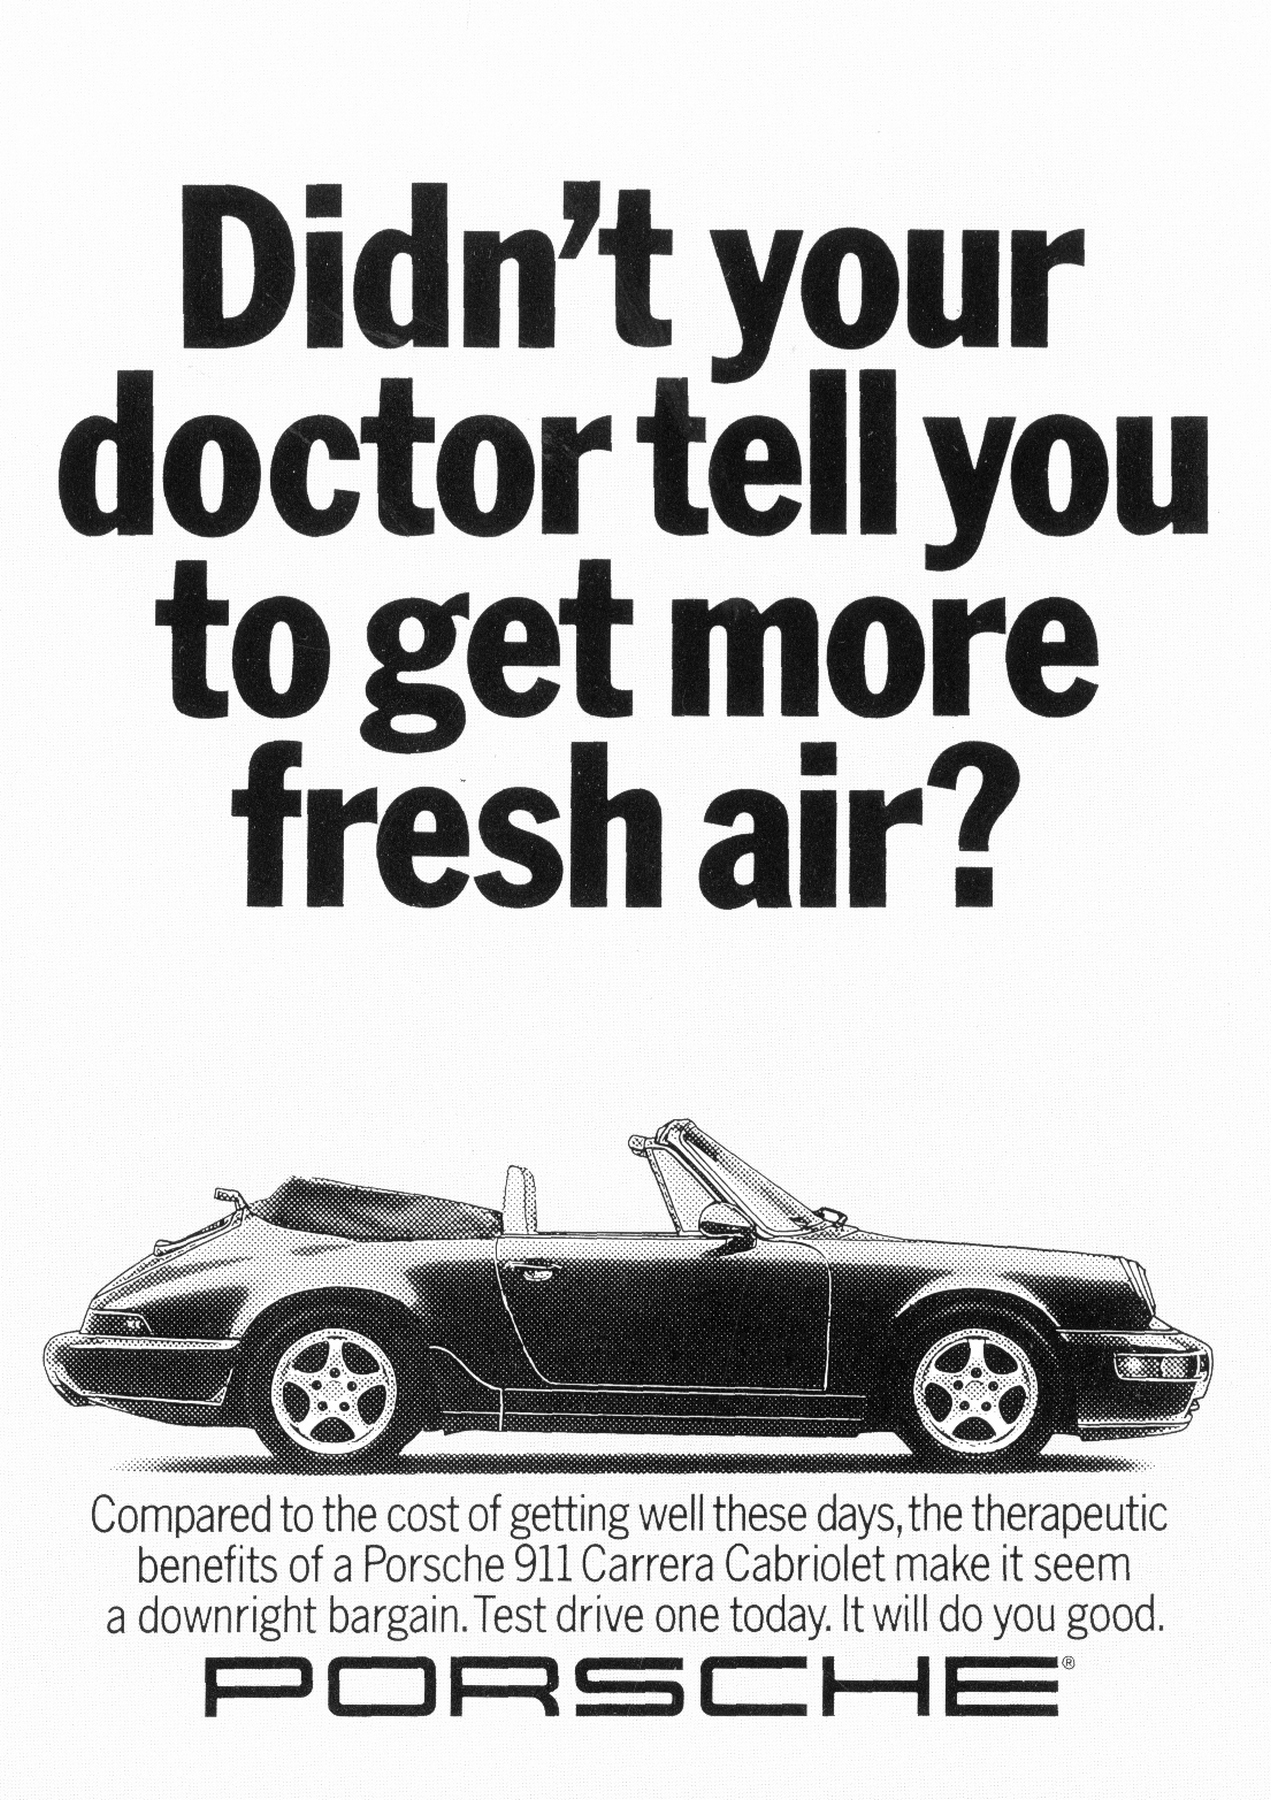 Didn't your
doctor tell you
to get more
fresh air?
Compared to the cost of getting well these days, the therapeutic
benefits of a Porsche 911 Carrera Cabriolet make it seem
a downright bargain. Test drive one today. It will do you good.
PORSCHE®